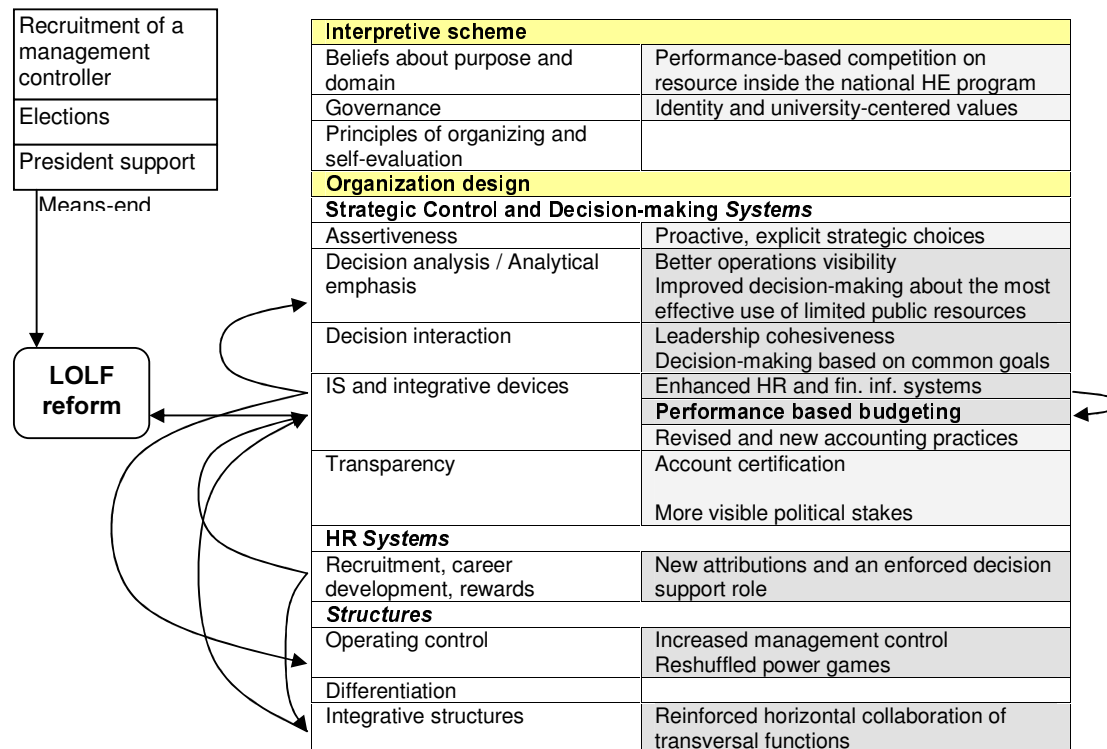 Recruitment of a
management
controller
Elections
President support
Means-end
LOLF
reform
Interpretive scheme
Beliefs about purpose and
domain
Performance-based competition on
resource inside the national HE program
Governance
Identity and university-centered values
Principles of organizing and
self-evaluation
Organization design
Strategic Control and Decision-making Systems
Assertiveness
Proactive, explicit strategic choices
Decision analysis / Analytical
emphasis
Better operations visibility
Improved decision-making about the most
effective use of limited public resources
Decision interaction
Leadership cohesiveness
Decision-making based on common goals
IS and integrative devices
Enhanced HR and fin. inf. systems
Performance based budgeting
Revised and new accounting practices
Transparency
Account certification
More visible political stakes
HR Systems
Recruitment, career
development, rewards
New attributions and an enforced decision
support role
Structures
Operating control
Increased management control
Reshuffled power games
Differentiation
Integrative structures
Reinforced horizontal collaboration of
transversal functions